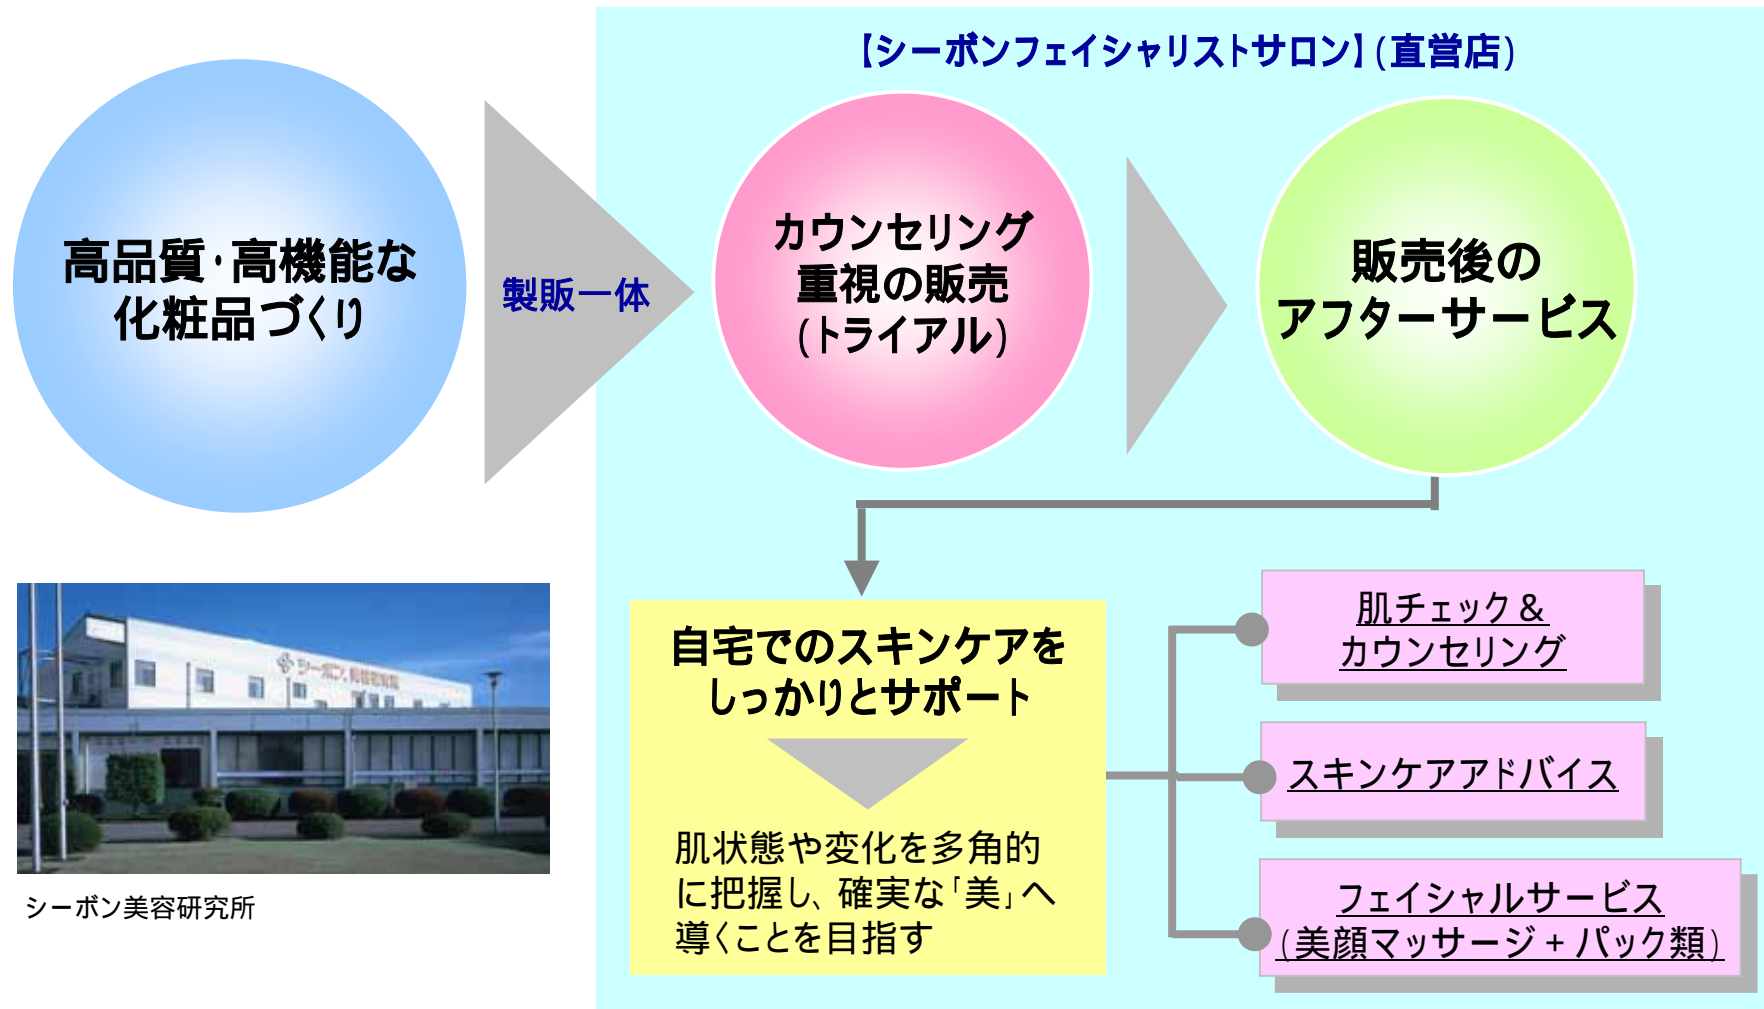 【シーボンフェイシャリストサロン】(直営店)
高品質・高機能な
化粧品づくり
製販一体
カウンセリング
重視の販売
(トライアル)
販売後の
アフターサービス
自宅でのスキンケアを
しっかりとサポート
肌状態や変化を多角的
に把握し、確実な「美」へ
導くことを目指す
肌チェック＆
カウンセリング
スキンケアアドバイス
フェイシャルサービス
(美顔マッサージ+パック類)
シーボン美容研究所